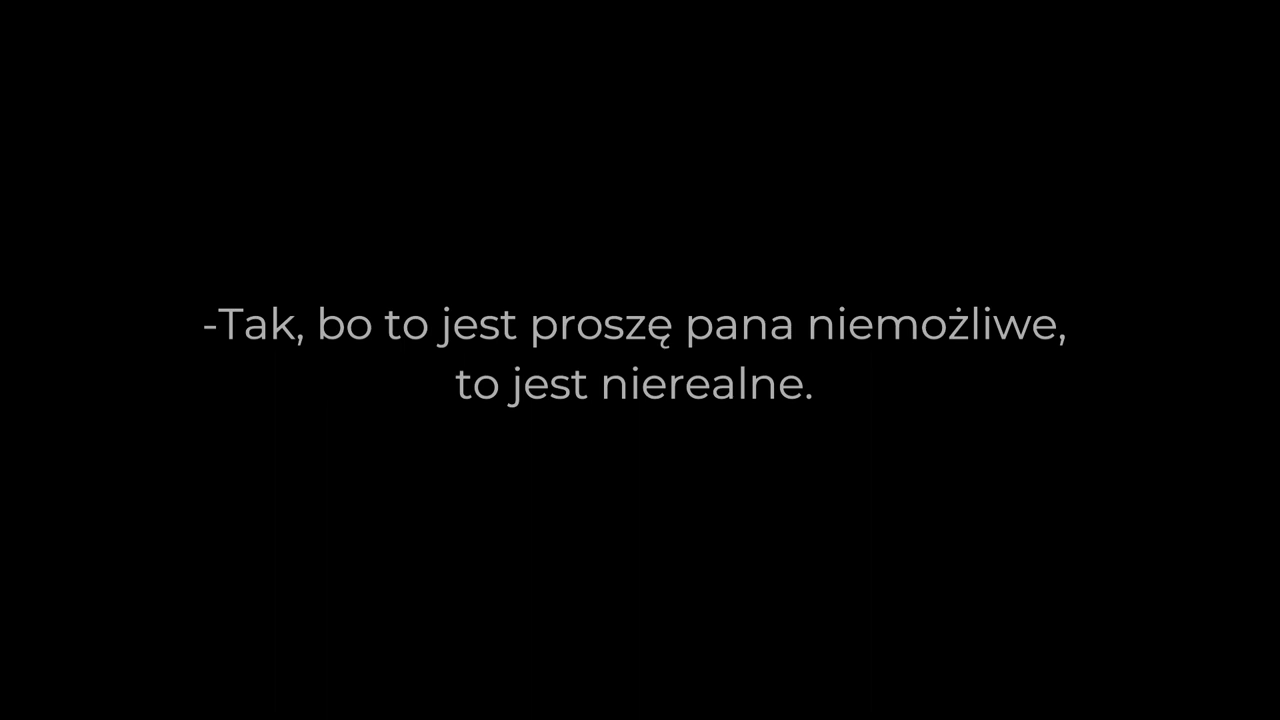 -Tak, bo to jest proszę pana niemożliwe,
to jest nierealne.